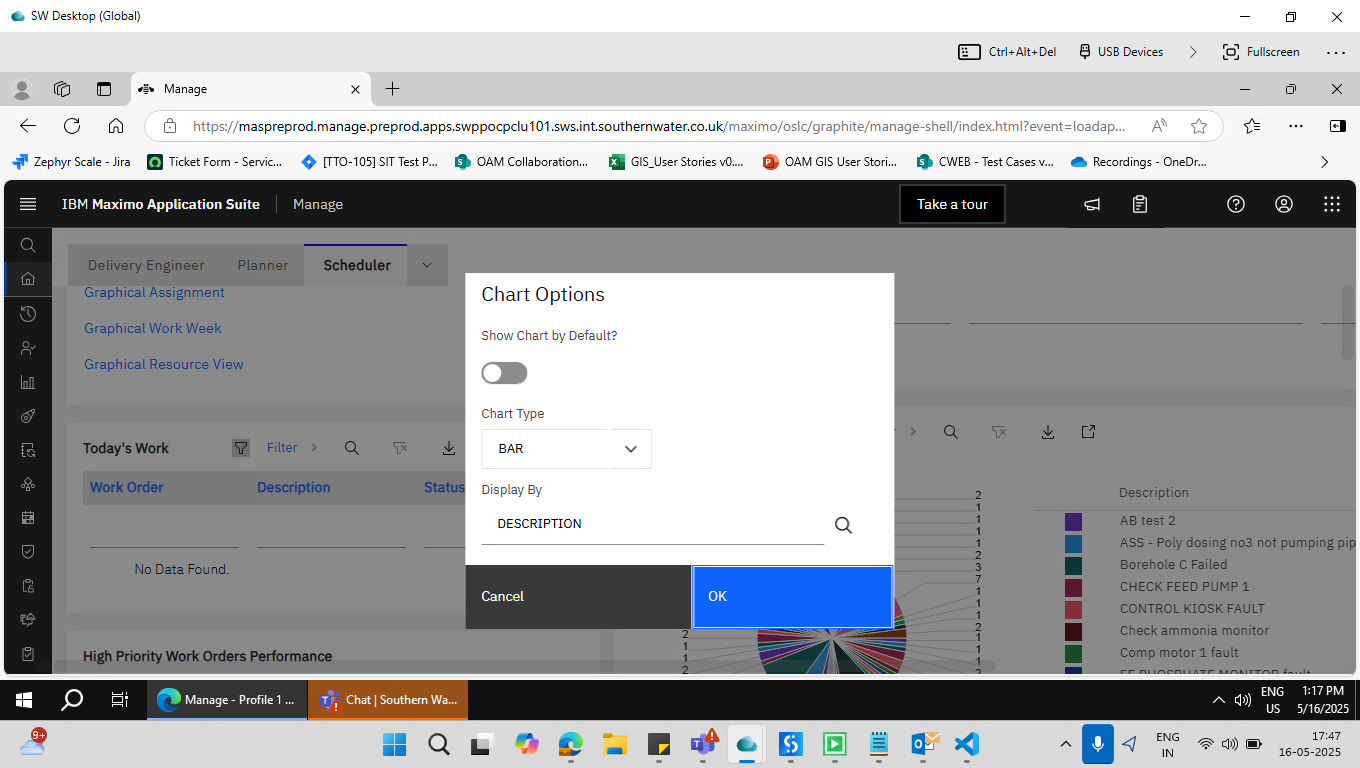 SW Desktop (Global)
Ctrl+Alt+Del
USB Devices
Fullscreen
Manage
https://maspreprod.manage.preprod.apps.swppocpclu101.sws.int.southernwater.co.uk/maximo/oslc/graphite/manage-shell/index.html?event=loadap...
Zephyr Scale - Jira
Ticket Form - Servic...
[TTO-105] SIT Test P...
OAM Collaboration...
GIS_User Stories v0....
OAM GIS User Stori...
CWEB - Test Cases v...
Recordings - OneDr...
IBM Maximo Application Suite
Manage
Take a tour
Delivery Engineer
Planner
Scheduler
Graphical Assignment
Graphical Work Week
Graphical Resource View
Today's Work
Filter
Work Order
Description
Status
No Data Found.
High Priority Work Orders Performance
Chart Options
Show Chart by Default?
Chart Type
BAR
Display By
DESCRIPTION
Cancel
OK
2
1
1
1
1
2
3
7
2
1
1
1
2
1
2
Description
AB test 2
ASS - Poly dosing no3 not pumping pip
Borehole C Failed
CHECK FEED PUMP 1
CONTROL KIOSK FAULT
Check ammonia monitor
Comp motor 1 fault
Manage - Profile 1 ...
Chat | Southern Wa...
ENG
US
1:17 PM
5/16/2025
9+
ENG
IN
17:47
16-05-2025